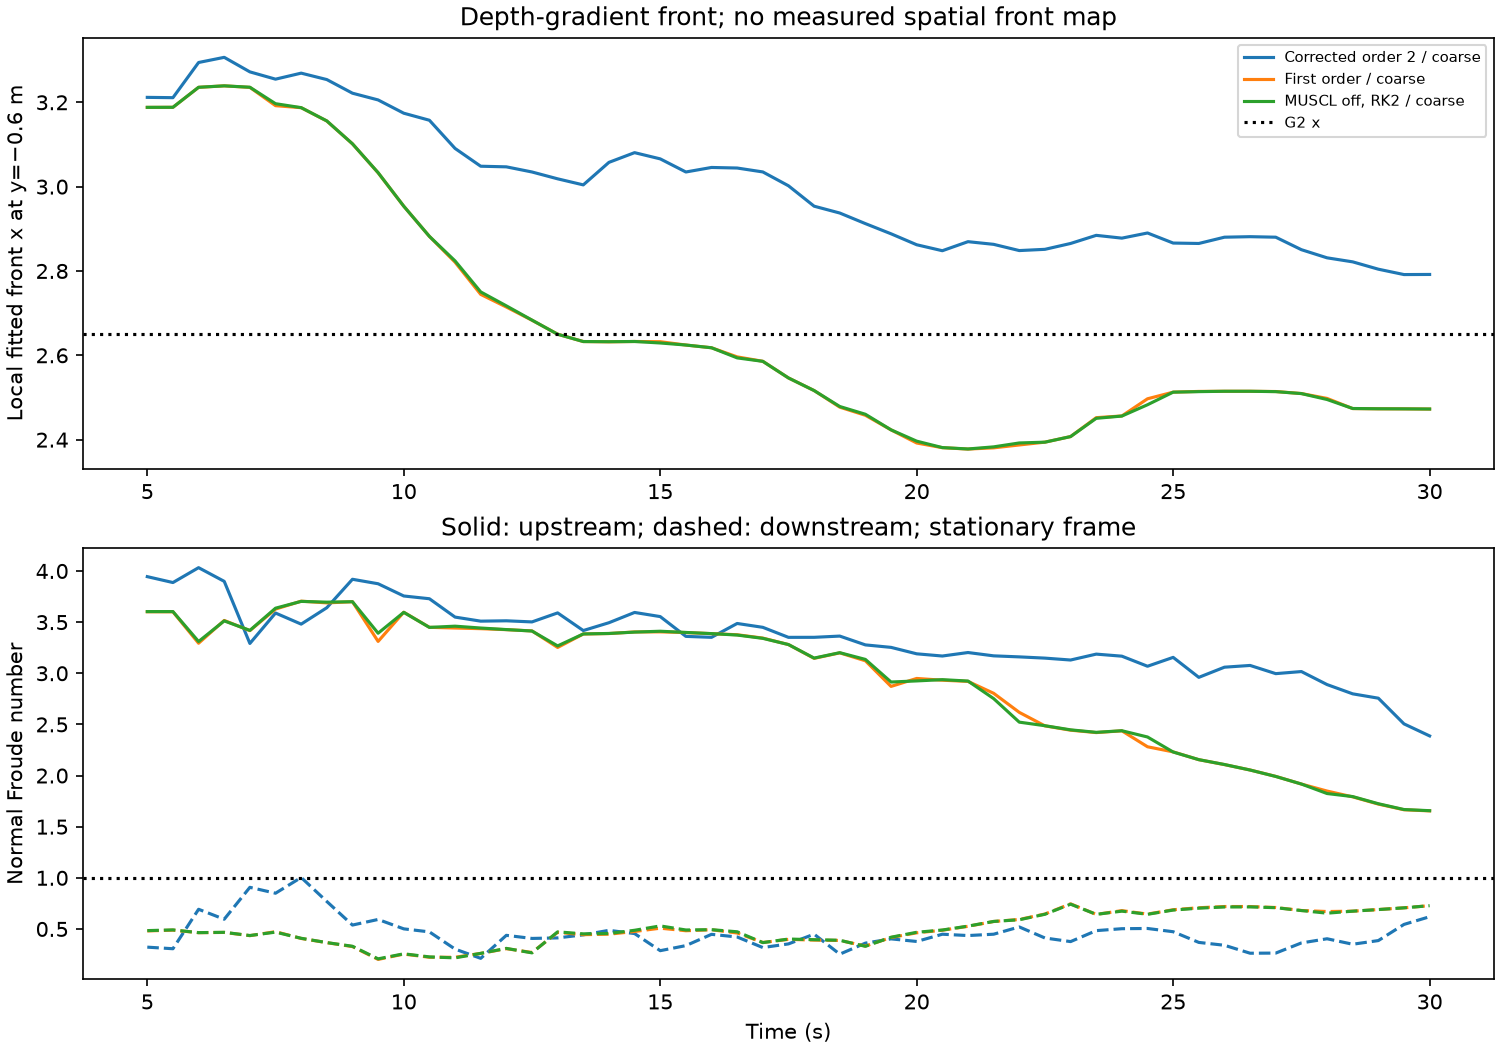 Depth-gradient front; no measured spatial front map
Local fitted front x at y=−0.6 m
3.2
3.0
2.8
2.6
2.4
Corrected order 2 / coarse
First order / coarse
MUSCL off, RK2 / coarse
G2 x
5 10 15 20 25 30
Solid: upstream; dashed: downstream; stationary frame
Normal Froude number
4.0
3.5
3.0
2.5
2.0
1.5
1.0
0.5
5 10 15 20 25 30
Time (s)